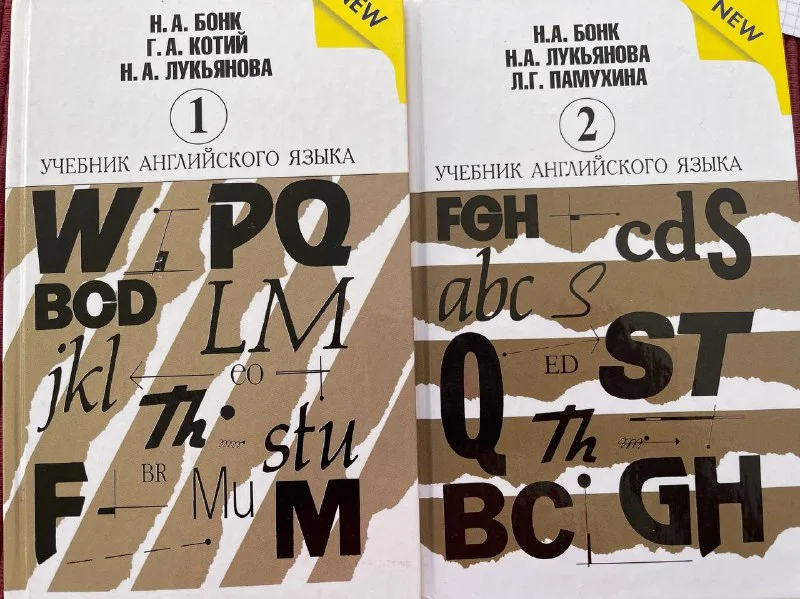 Н. А. БОНК
Г. А. КОТИЙ
Н. А. ЛУКЬЯНОВА
NEW
1
УЧЕБНИК АНГЛИЙСКОГО ЯЗЫКА
W PQ
BCD LM
jkl EO
Th stu
BR Mu
F M
Н.А. БОНК
Н.А. ЛУКЬЯНОВА
Л.Г. ПАМУХИНА
NEW
2
УЧЕБНИК АНГЛИЙСКОГО ЯЗЫКА
FGH cdS
abc S
Q ED ST
Th
BC GH